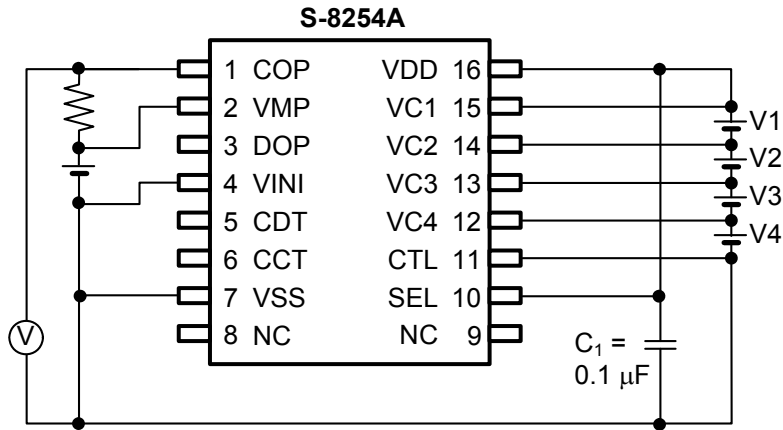 S-8254A
1 COP VDD 16
2 VMP VC1 15
3 DOP VC2 14
4 VINI VC3 13
5 CDT VC4 12
6 CCT CTL 11
7 VSS SEL 10
8 NC NC 9
V1
V2
V3
V4
V
C₁ =
0.1 μF